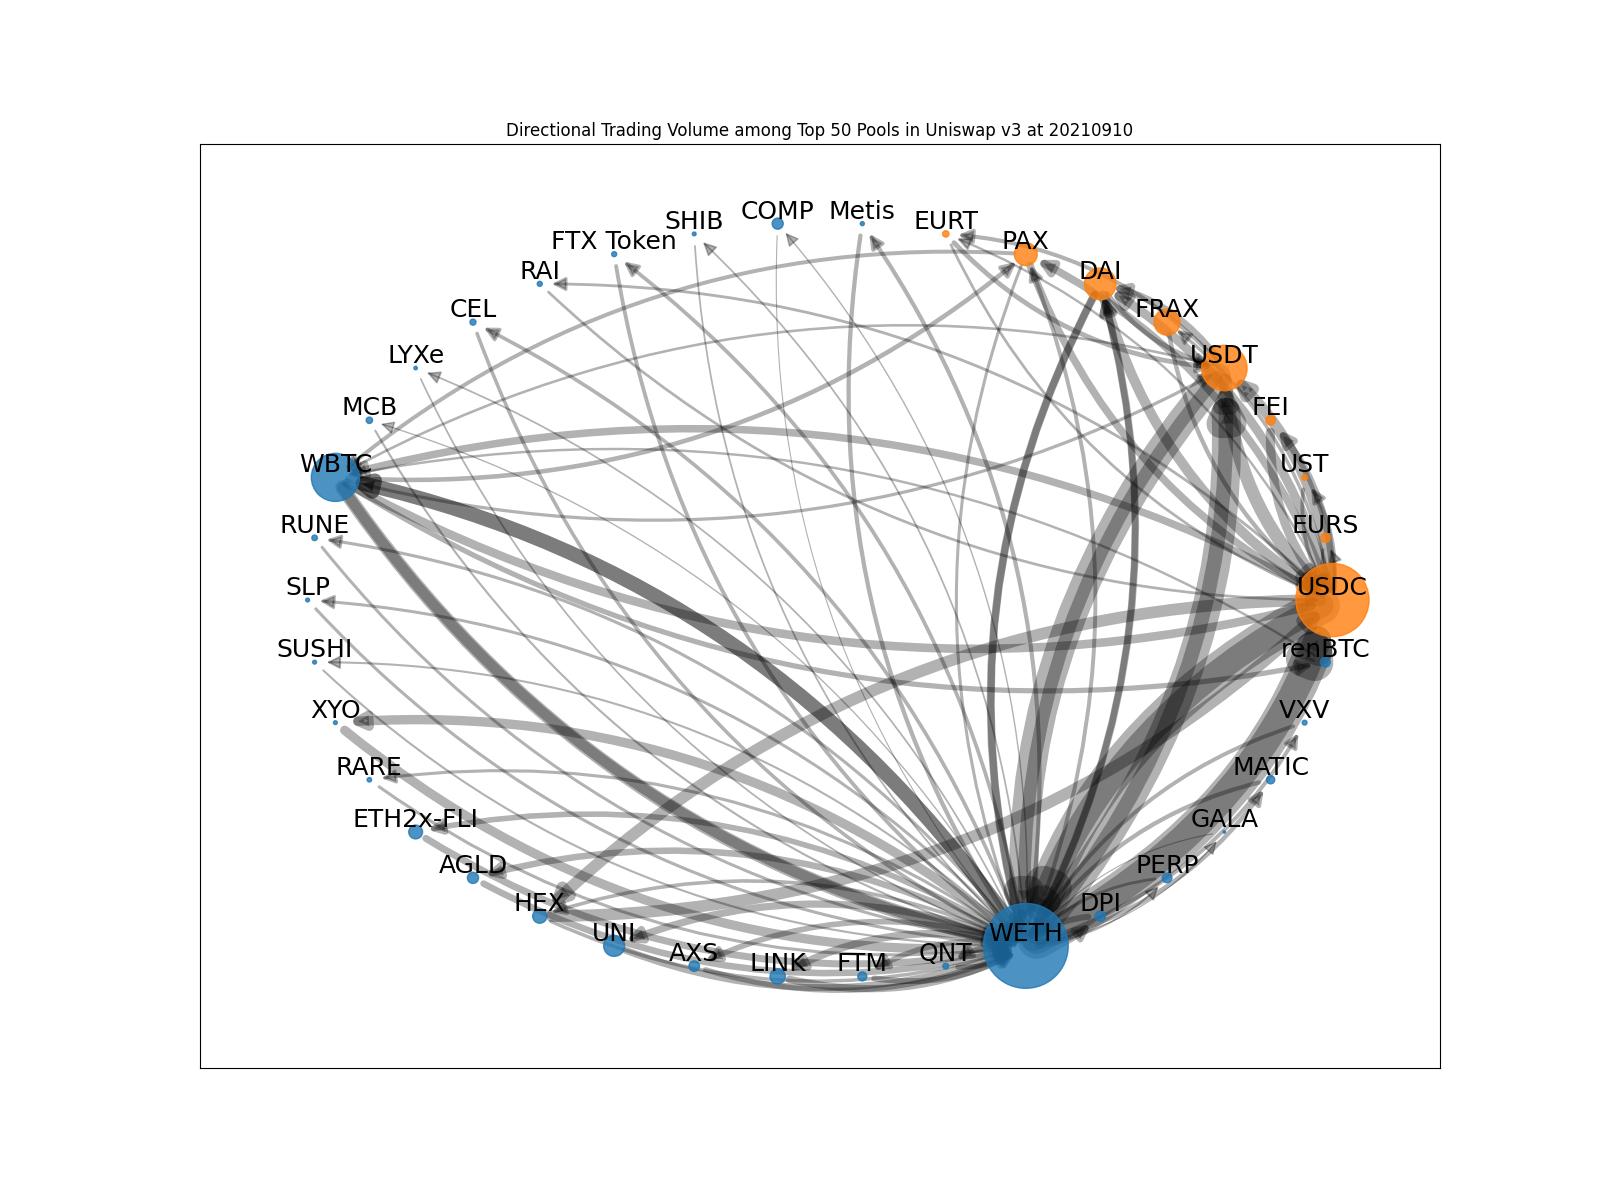 Directional Trading Volume among Top 50 Pools in Uniswap v3 at 20210910
COMP
Metis
SHIB
EURT
FTX Token
PAX
RAI
DAI
CEL
FRAX
LYXe
USDT
MCB
FEI
WBTC
UST
RUNE
EURS
SLP
USDC
SUSHI
renBTC
XYO
VXV
RARE
MATIC
ETH2x-FLI
GALA
AGLD
PERP
HEX
DPI
UNI
WETH
AXS
QNT
LINK
FTM